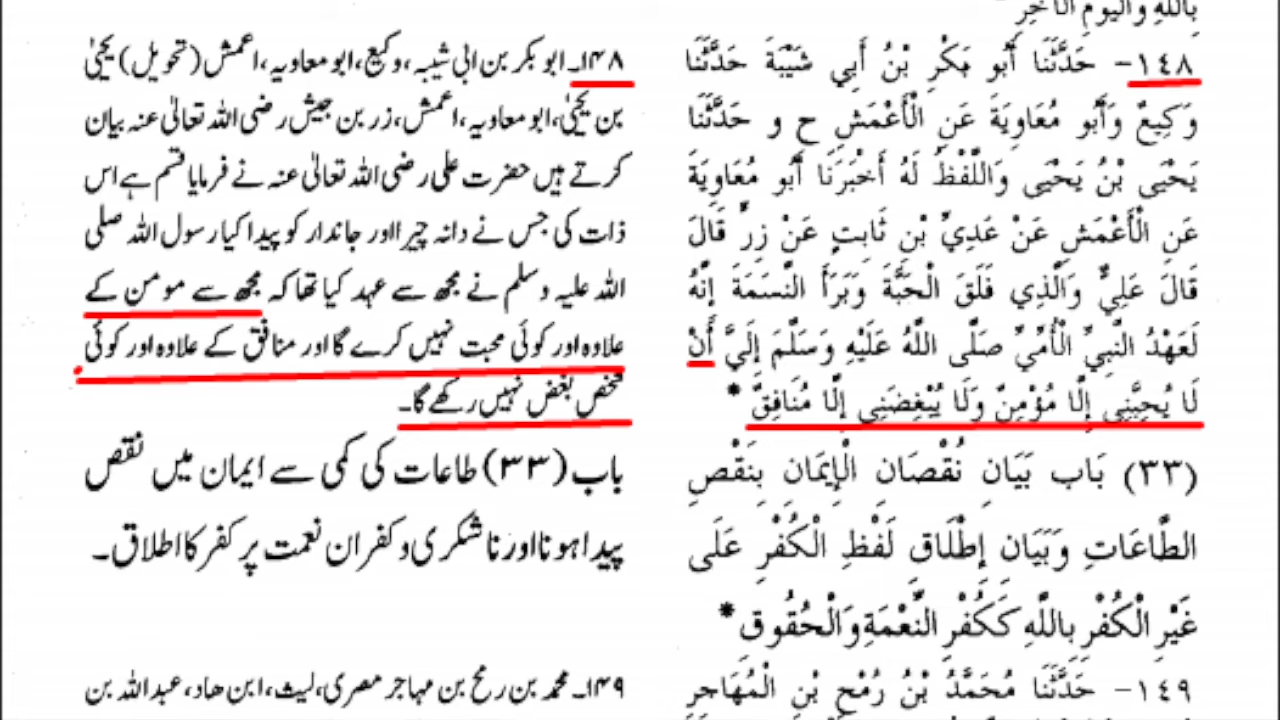 بِاللَّهِ وَالْيَوْمِ الْآخِرِ
١٤٨- حَدَّثَنَا أَبُو بَكْرِ بْنُ أَبِي شَيْبَةَ حَدَّثَنَا
وَكِيعٌ وَأَبُو مُعَاوِيَةَ عَنِ الْأَعْمَشِ ح و حَدَّثَنَا
يَحْيَى بْنُ يَحْيَى وَاللَّفْظُ لَهُ أَخْبَرَنَا أَبُو مُعَاوِيَةَ
عَنِ الْأَعْمَشِ عَنْ عَدِيِّ بْنِ ثَابِتٍ عَنْ زِرٍّ قَالَ
قَالَ عَلِيٌّ وَالَّذِي فَلَقَ الْحَبَّةَ وَبَرَأَ النَّسَمَةَ إِنَّهُ
لَعَهْدُ النَّبِيِّ الْأُمِّيِّ صَلَّى اللَّهُ عَلَيْهِ وَسَلَّمَ إِلَيَّ أَنْ
لَا يُحِبَّنِي إِلَّا مُؤْمِنٌ وَلَا يُبْغِضَنِي إِلَّا مُنَافِقٌ *
(٣٣) بَاب بَيَانِ نُقْصَانِ الْإِيمَانِ بِنَقْصِ
الطَّاعَاتِ وَبَيَانِ إِطْلَاقِ لَفْظِ الْكُفْرِ عَلَى
غَيْرِ الْكُفْرِ بِاللَّهِ كَكُفْرِ النِّعْمَةِ وَالْحُقُوقِ *
١٤٩- حَدَّثَنَا مُحَمَّدُ بْنُ رُمْحِ بْنِ الْمُهَاجِرِ
۱۴۸۔ ابو بکر بن ابی شیبہ، وکیع، ابو معاویہ، اعمش (تحویل) یحییٰ
بن یحییٰ، ابو معاویہ، اعمش، زر بن حبیش رضی اللہ تعالیٰ عنہ بیان
کرتے ہیں حضرت علی رضی اللہ تعالیٰ عنہ نے فرمایا قسم ہے اس
ذات کی جس نے دانہ چیرا اور جاندار کو پیدا کیا رسول اللہ صلی
اللہ علیہ وسلم نے مجھ سے عہد کیا تھا کہ مجھ سے مومن کے
علاوہ اور کوئی محبت نہیں کرے گا اور منافق کے علاوہ اور کوئی
شخص بغض نہیں رکھے گا۔
باب (۳۳) طاعات کی کمی سے ایمان میں نقص
پیدا ہونا اور ناشکری و کفران نعمت پر کفر کا اطلاق۔
۱۴۹۔ محمد بن رمح بن مہاجر مصری، لیث، ابن ھاد، عبداللہ بن